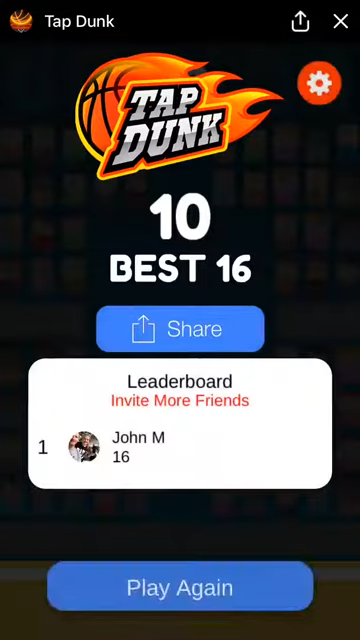 Tap Dunk
TAP
DUNK
10
BEST 16
Share
Leaderboard
Invite More Friends
1
John M
16
Play Again